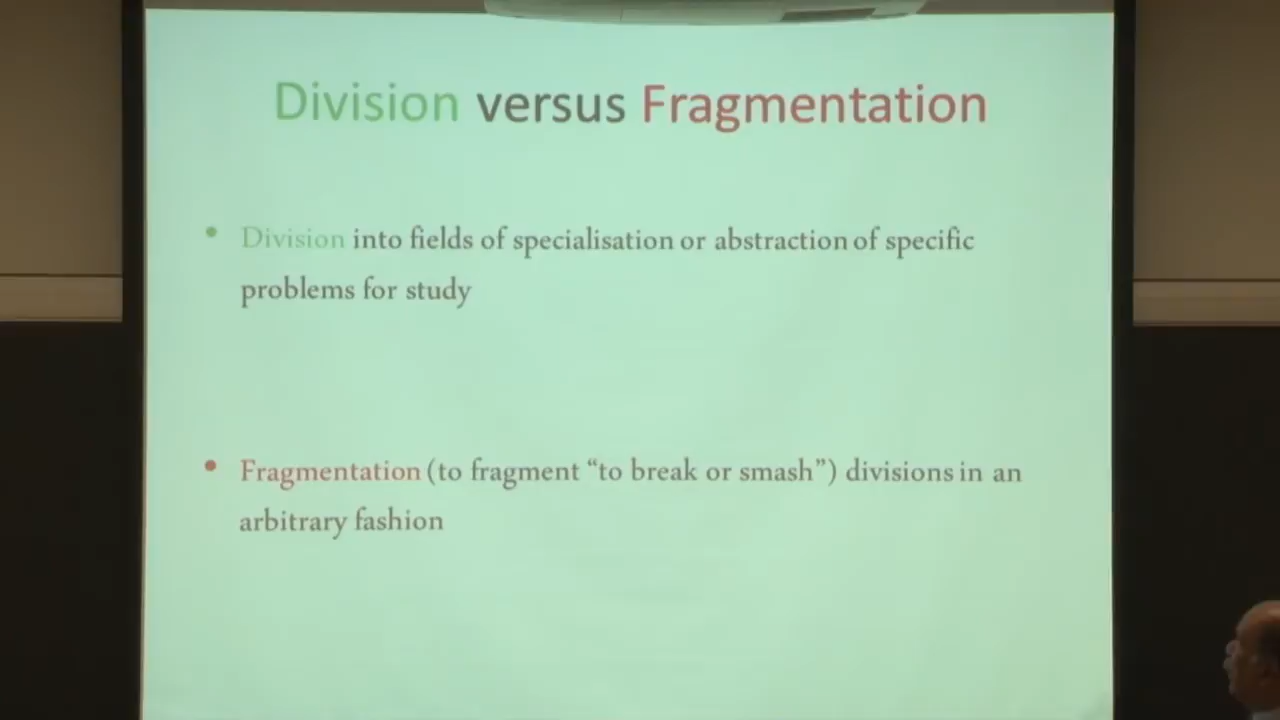 Division versus Fragmentation
• Division into fields of specialisation or abstraction of specific
problems for study
• Fragmentation (to fragment “to break or smash”) divisions in an
arbitrary fashion